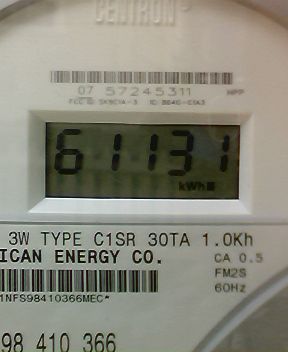 CENTRON
07 57245311
NPP
61131
kWh
3W TYPE C1SR 30TA 1.0Kh
ICAN ENERGY CO.
CA 0.5
FM2S
60Hz
1NFS98410366MEC*
98 410 366